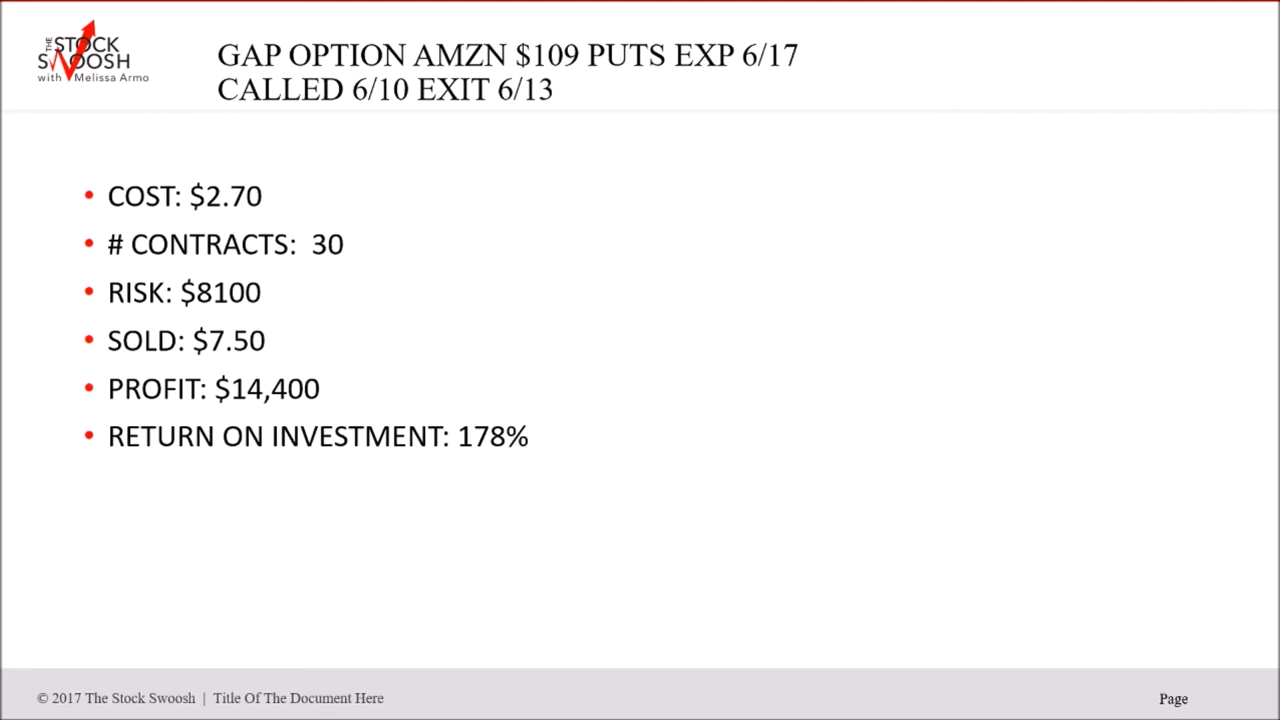 THE STOCK
SWOOSH
with Melissa Armo
GAP OPTION AMZN $109 PUTS EXP 6/17
CALLED 6/10 EXIT 6/13
• COST: $2.70
• # CONTRACTS: 30
• RISK: $8100
• SOLD: $7.50
• PROFIT: $14,400
• RETURN ON INVESTMENT: 178%
© 2017 The Stock Swoosh | Title Of The Document Here
Page